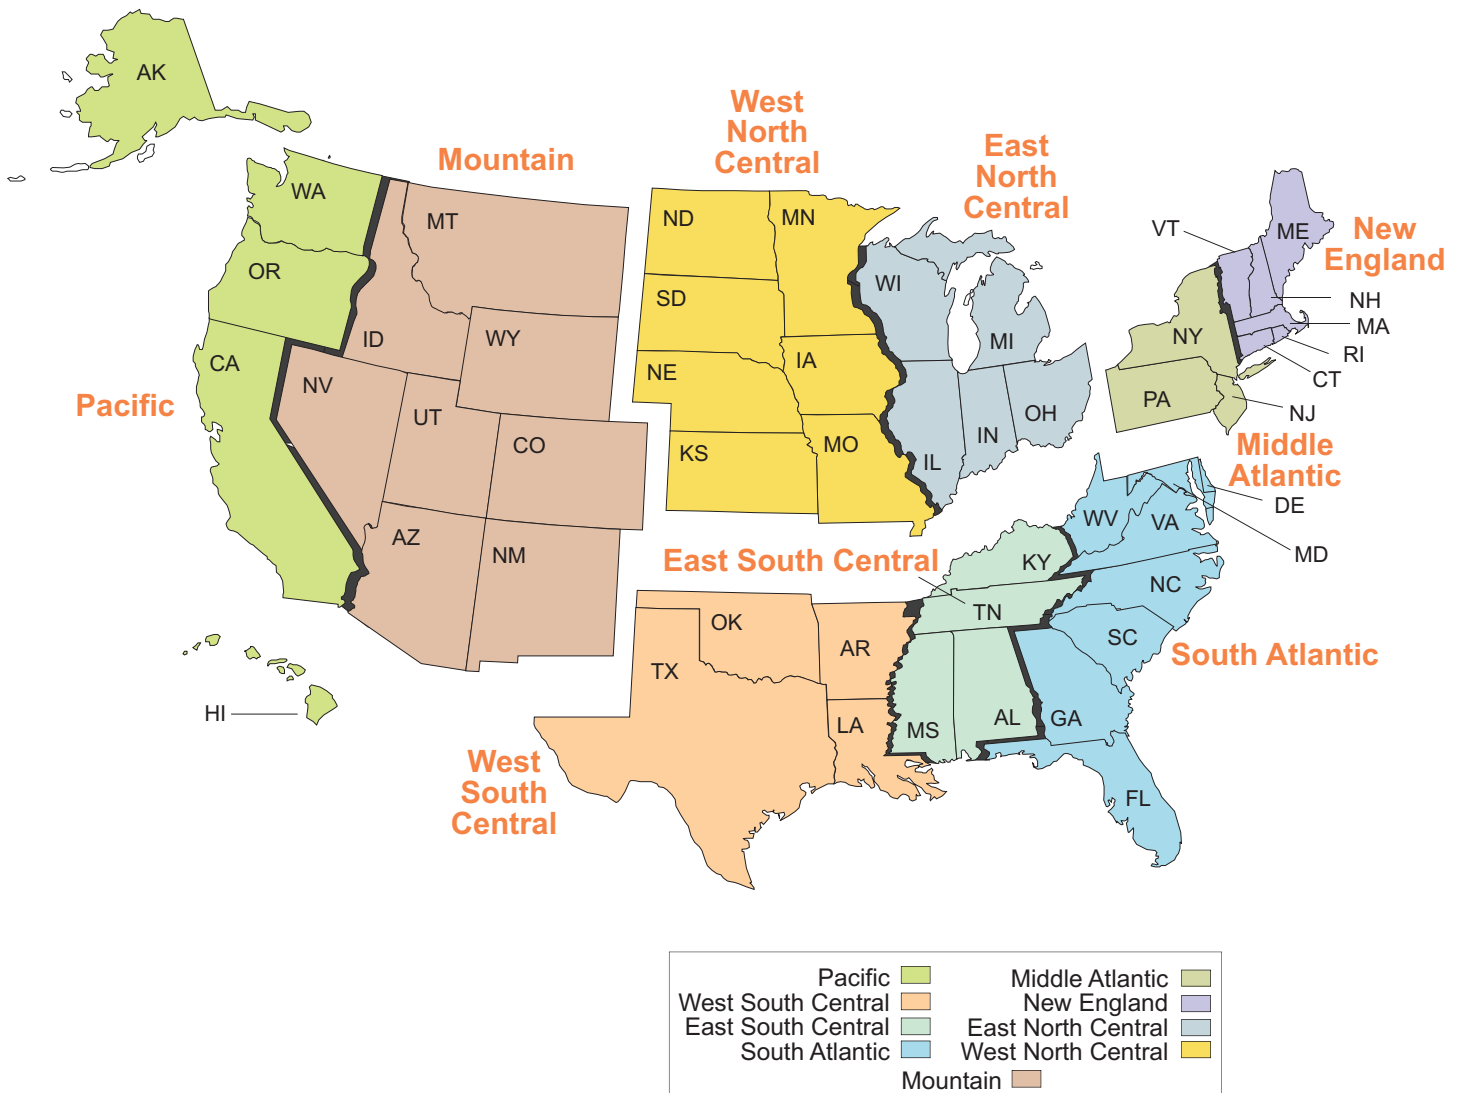 AK
West
North
Central
East
North
Central
Mountain
WA
MT
ND
MN
VT
ME
New
England
OR
WI
SD
NH
MA
ID
WY
MI
NY
RI
CA
NV
NE
IA
CT
Pacific
UT
PA
NJ
CO
KS
MO
IL
IN
OH
Middle
Atlantic
DE
AZ
NM
WV
VA
MD
East South Central
KY
NC
TN
OK
AR
SC
South Atlantic
TX
HI
LA
MS
AL
GA
West
South
Central
FL
Pacific
Middle Atlantic
West South Central
New England
East South Central
East North Central
South Atlantic
West North Central
Mountain